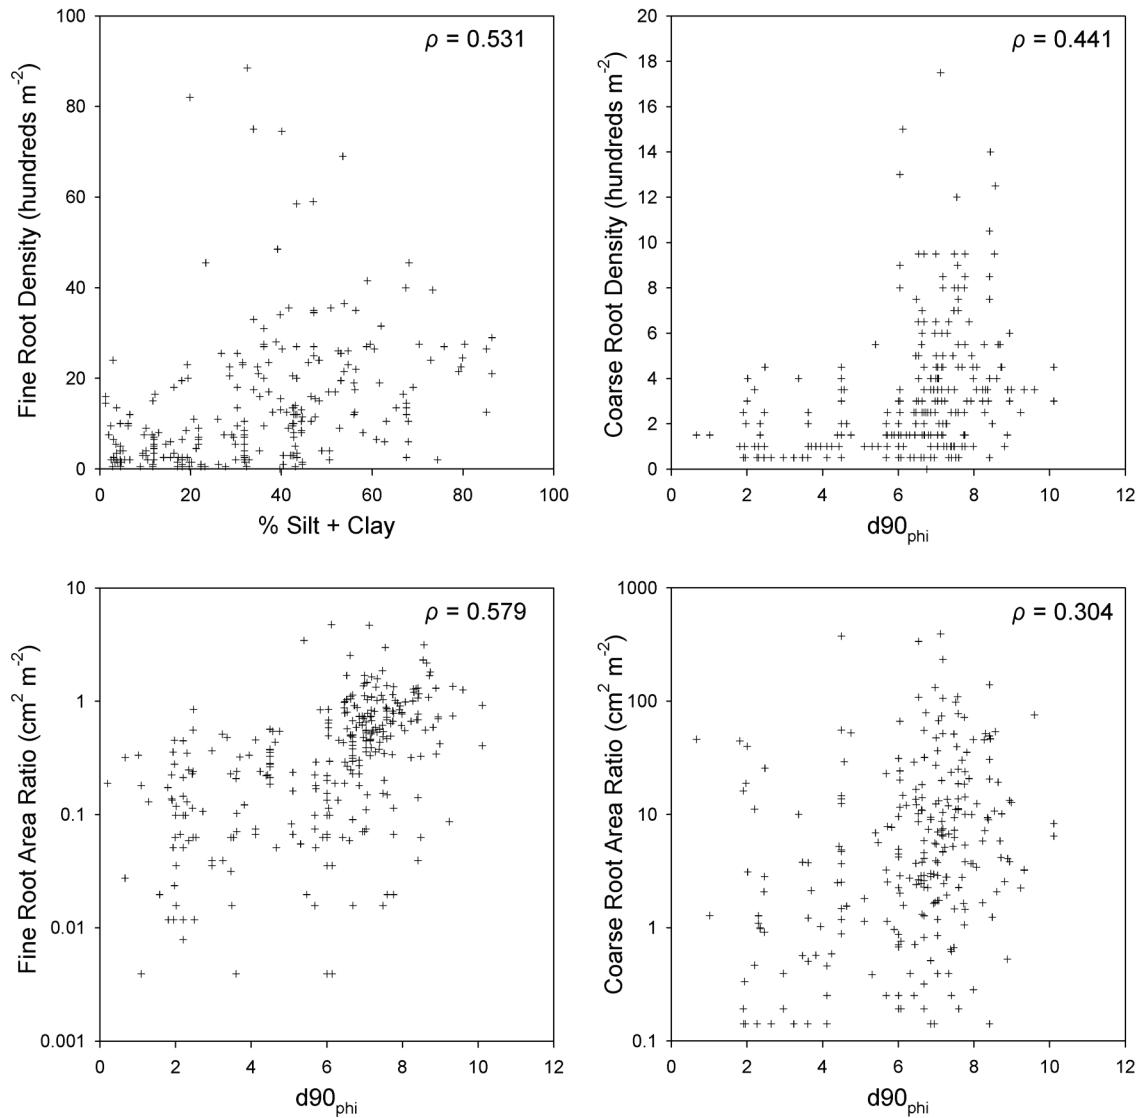 ρ = 0.531
100
80
60
40
20
0
Fine Root Density (hundreds m⁻²)
0 20 40 60 80 100
% Silt + Clay
ρ = 0.441
20
18
16
14
12
10
8
6
4
2
0
Coarse Root Density (hundreds m⁻²)
0 2 4 6 8 10 12
d90phi
ρ = 0.579
10
1
0.1
0.01
0.001
Fine Root Area Ratio (cm² m⁻²)
0 2 4 6 8 10 12
d90phi
ρ = 0.304
1000
100
10
1
0.1
Coarse Root Area Ratio (cm² m⁻²)
0 2 4 6 8 10 12
d90phi